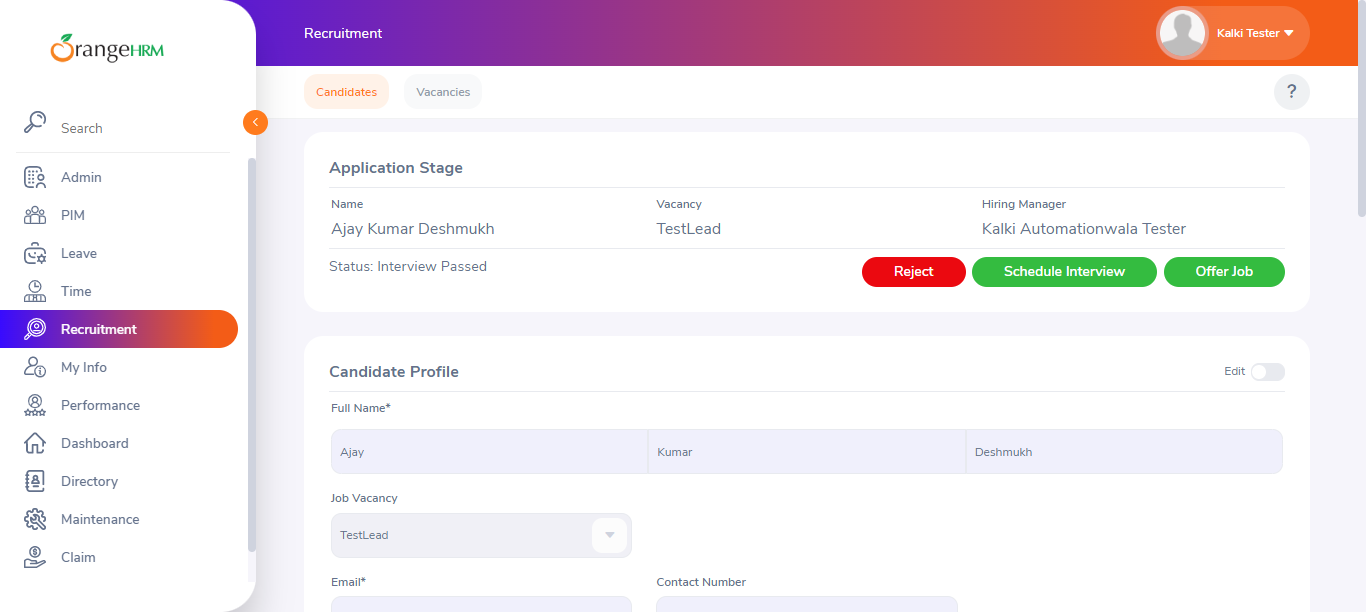 OrangeHRM
Recruitment
Kalki Tester
Candidates
Vacancies
?
Search
Admin
PIM
Leave
Time
Recruitment
My Info
Performance
Dashboard
Directory
Maintenance
Claim
Application Stage
Name
Vacancy
Hiring Manager
Ajay Kumar Deshmukh
TestLead
Kalki Automationwala Tester
Status: Interview Passed
Reject
Schedule Interview
Offer Job
Candidate Profile
Edit
Full Name*
Ajay
Kumar
Deshmukh
Job Vacancy
TestLead
Email*
Contact Number